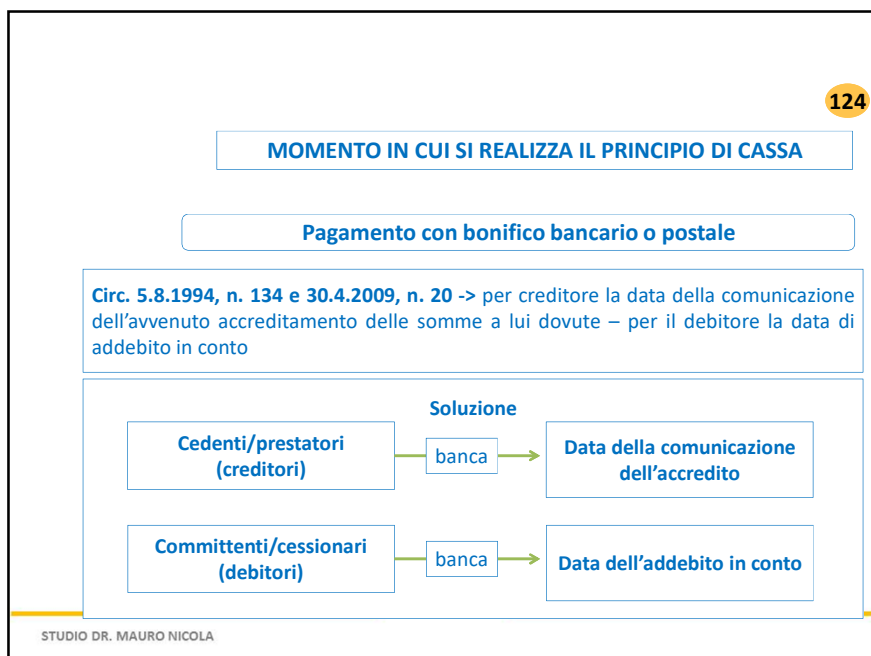 124
MOMENTO IN CUI SI REALIZZA IL PRINCIPIO DI CASSA
Pagamento con bonifico bancario o postale
Circ. 5.8.1994, n. 134 e 30.4.2009, n. 20 -> per creditore la data della comunicazione
dell'avvenuto accreditamento delle somme a lui dovute – per il debitore la data di
addebito in conto
Soluzione
Cedenti/prestatori
(creditori)
banca
Data della comunicazione
dell'accredito
Committenti/cessionari
(debitori)
banca
Data dell'addebito in conto
STUDIO DR. MAURO NICOLA